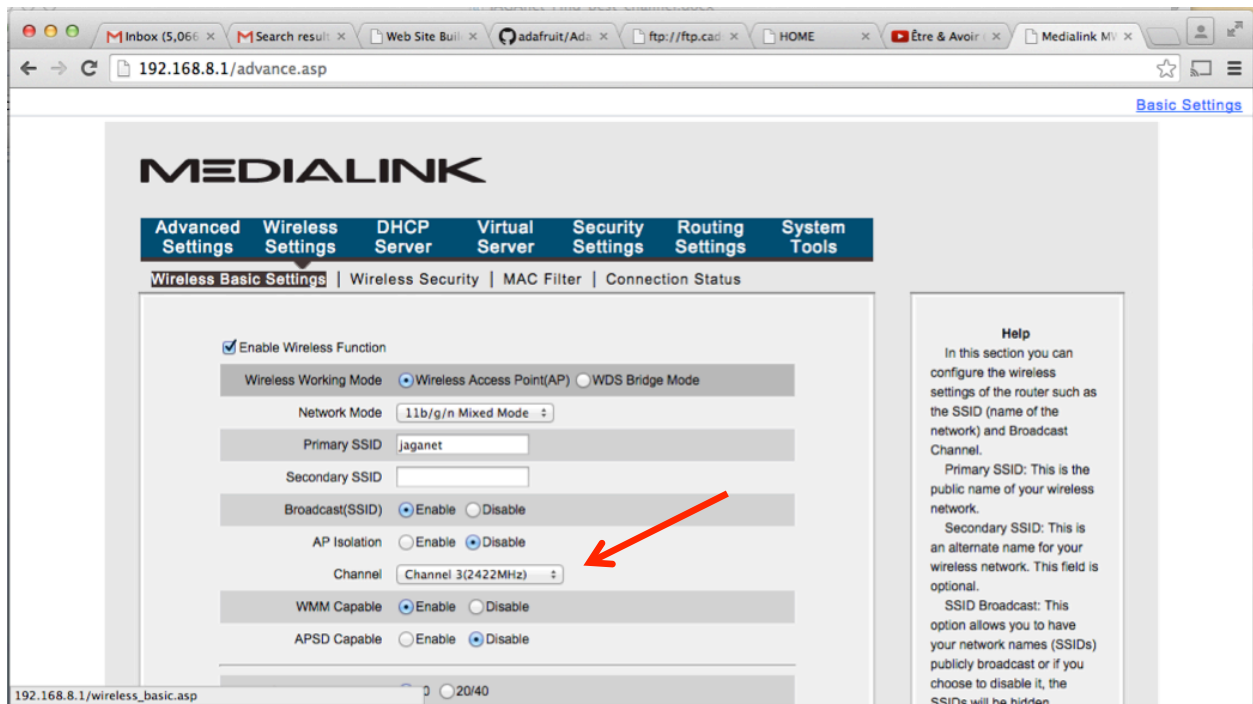 Inbox (5,066
Search result
Web Site Buil
adafruit/Ada
ftp://ftp.cad
HOME
Être & Avoir (
Medialink MW
192.168.8.1/advance.asp
Basic Settings
MEDIALINK
Advanced Settings
Wireless Settings
DHCP Server
Virtual Server
Security Settings
Routing Settings
System Tools
Wireless Basic Settings | Wireless Security | MAC Filter | Connection Status
Enable Wireless Function
Wireless Working Mode Wireless Access Point(AP) WDS Bridge Mode
Network Mode 11b/g/n Mixed Mode
Primary SSID jaganet
Secondary SSID
Broadcast(SSID) Enable Disable
AP Isolation Enable Disable
Channel Channel 3(2422MHz)
WMM Capable Enable Disable
APSD Capable Enable Disable
20/40
Help
In this section you can
configure the wireless
settings of the router such as
the SSID (name of the
network) and Broadcast
Channel.
Primary SSID: This is the
public name of your wireless
network.
Secondary SSID: This is
an alternate name for your
wireless network. This field is
optional.
SSID Broadcast: This
option allows you to have
your network names (SSIDs)
publicly broadcast or if you
choose to disable it, the
SSIDs will be hidden
192.168.8.1/wireless_basic.asp